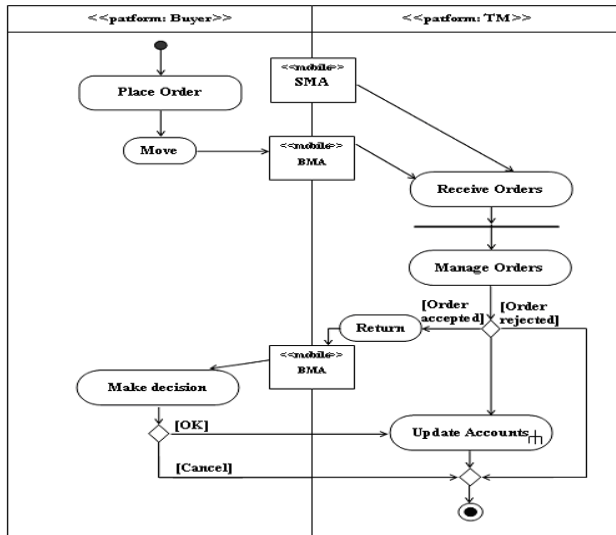 <<patform: Buyer>> <<patform: TM>>
<<mobile>>
SMA
Place Order
<<mobile>>
BMA
Move
Receive Orders
Manage Orders
[Order
accepted]
[Order
rejected]
Return
<<mobile>>
BMA
Make decision
[OK]
Update Accounts
[Cancel]